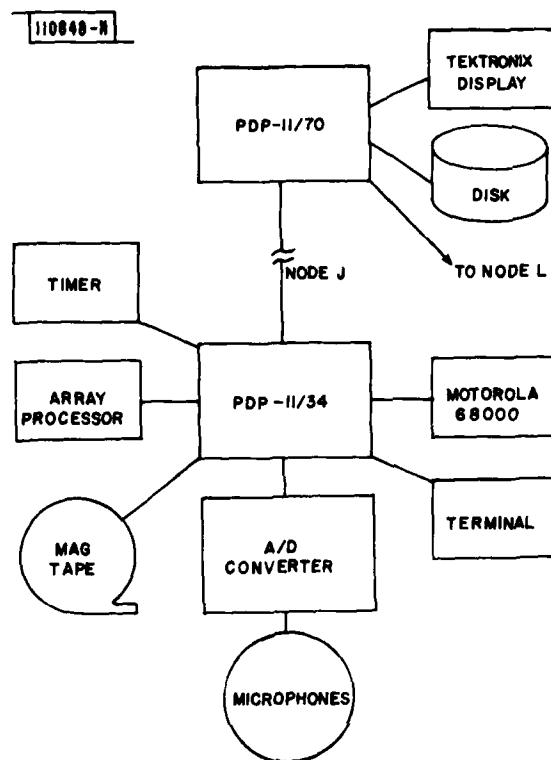 110848-N
TEKTRONIX
DISPLAY
PDP-11/70
DISK
NODE J
TO NODE L
TIMER
ARRAY
PROCESSOR
PDP-11/34
MOTOROLA
68000
MAG
TAPE
A/D
CONVERTER
TERMINAL
MICROPHONES